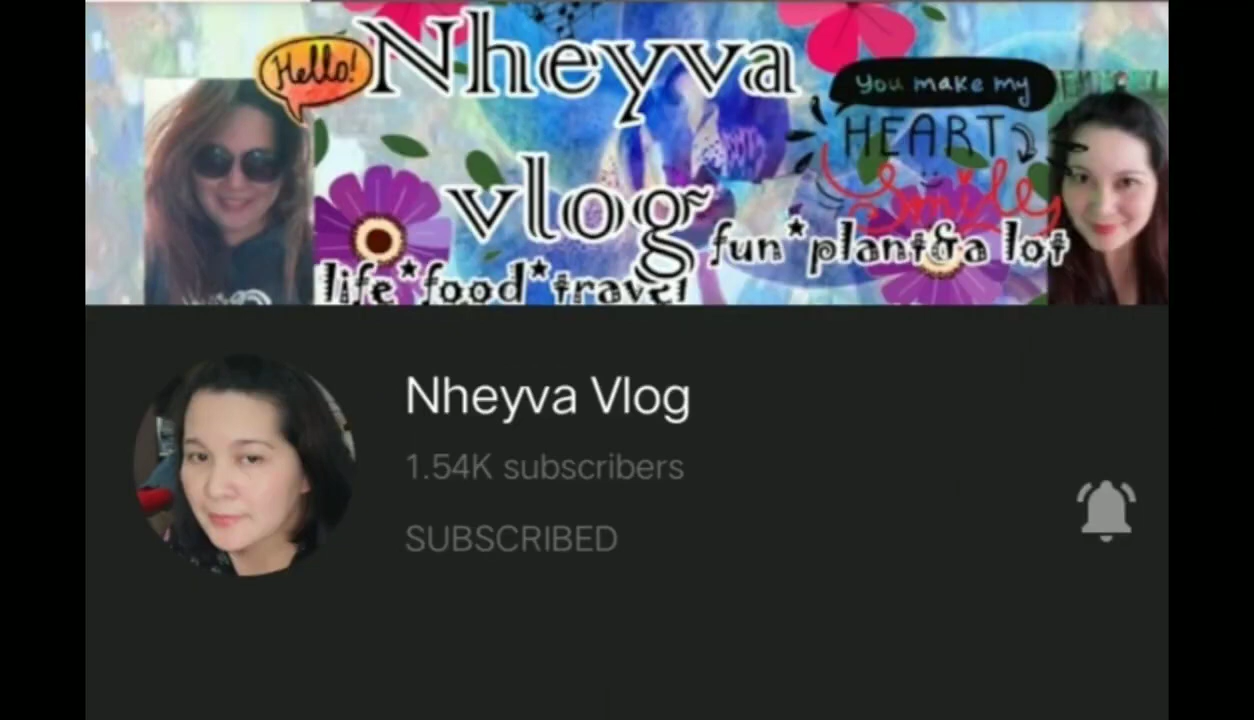 Hello!
Nheyva
vlog
you make my
HEART
Smile
fun*plant&a lot
life*food*travel
Nheyva Vlog
1.54K subscribers
SUBSCRIBED